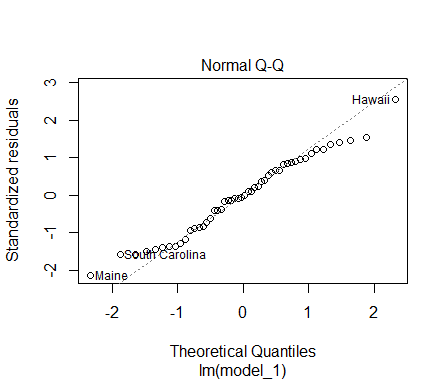 Normal Q-Q
Standardized residuals
3
2
1
0
-1
-2
Hawaii
South Carolina
Maine
-2
-1
0
1
2
Theoretical Quantiles
lm(model_1)